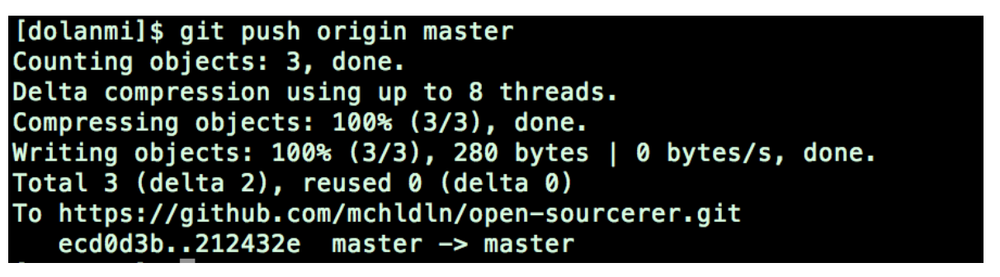 [dolanmi]$ git push origin master
Counting objects: 3, done.
Delta compression using up to 8 threads.
Compressing objects: 100% (3/3), done.
Writing objects: 100% (3/3), 280 bytes | 0 bytes/s, done.
Total 3 (delta 2), reused 0 (delta 0)
To https://github.com/mchldln/open-sourcerer.git
   ecd0d3b..212432e  master -> master